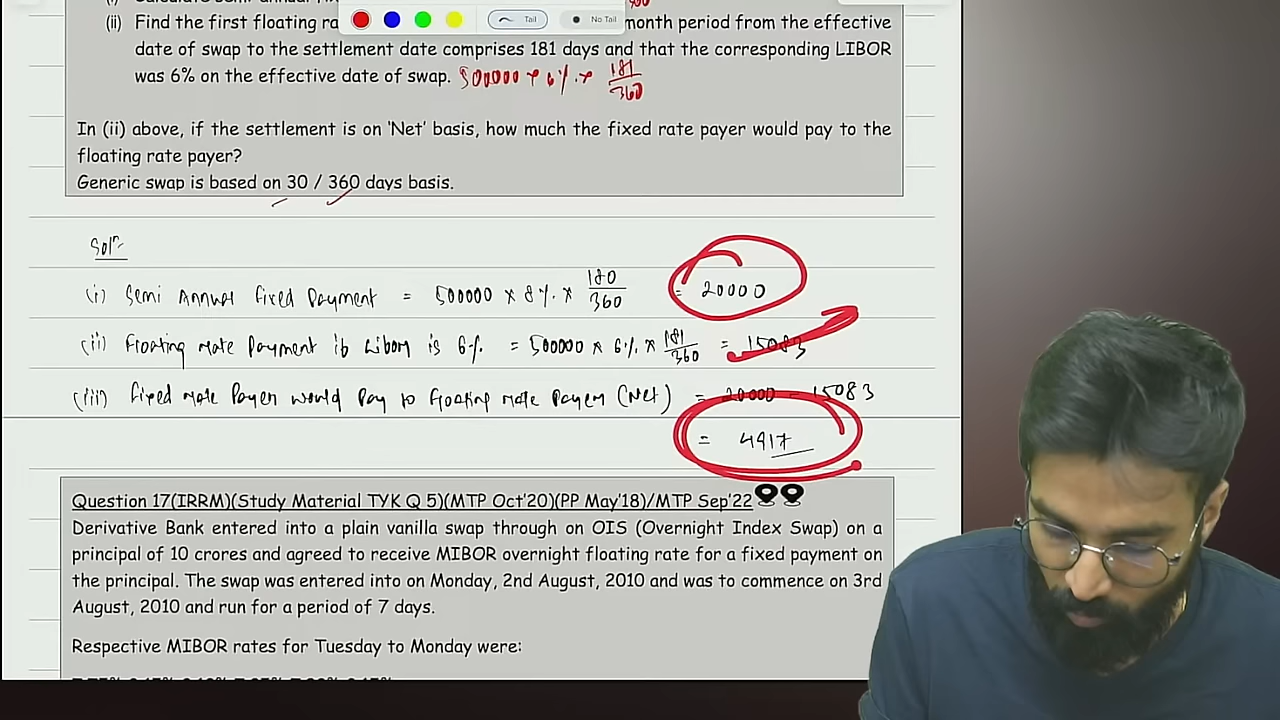 (ii) Find the first floating ra
Tail
No Tail
month period from the effective
date of swap to the settlement date comprises 181 days and that the corresponding LIBOR
was 6% on the effective date of swap. 500000 * 6% * 181/360
In (ii) above, if the settlement is on 'Net' basis, how much the fixed rate payer would pay to the
floating rate payer?
Generic swap is based on 30 / 360 days basis.
Solⁿ
(i) Semi Annual Fixed Payment = 500000 × 8% × 180/360 = 20000
(ii) Floating Rate Payment if Libor is 6% = 500000 × 6% × 181/360 = 15083
(iii) Fixed Rate Payer would Pay to Floating Rate Payer (Net) = 20000 - 15083
= 4917
Question 17(IRRM)(Study Material TYK Q 5)(MTP Oct'20)(PP May'18)/MTP Sep'22
Derivative Bank entered into a plain vanilla swap through on OIS (Overnight Index Swap) on a
principal of 10 crores and agreed to receive MIBOR overnight floating rate for a fixed payment on
the principal. The swap was entered into on Monday, 2nd August, 2010 and was to commence on 3rd
August, 2010 and run for a period of 7 days.
Respective MIBOR rates for Tuesday to Monday were: